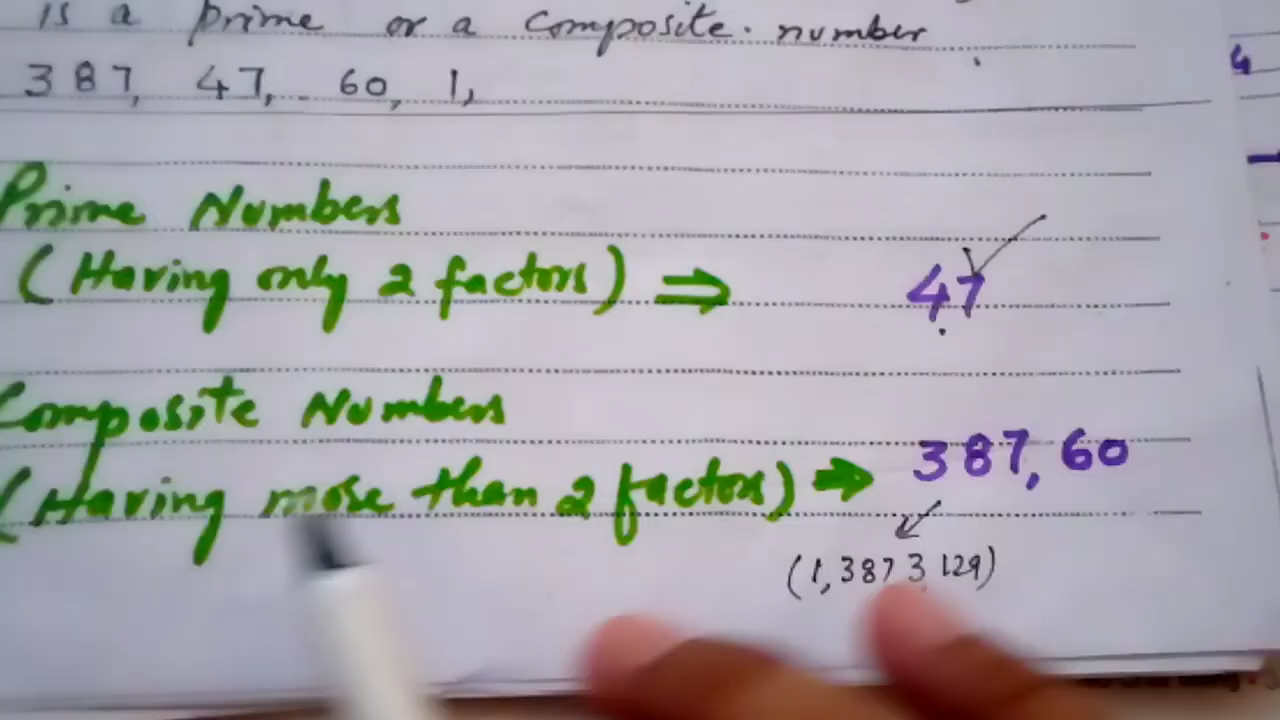 is a prime or a composite. number
387, 47, 60, 1,
Prime Numbers
(Having only 2 factors) ⇒ 47
Composite Numbers
(Having more than 2 factors) ⇒ 387, 60
(1, 387 3, 129)
4